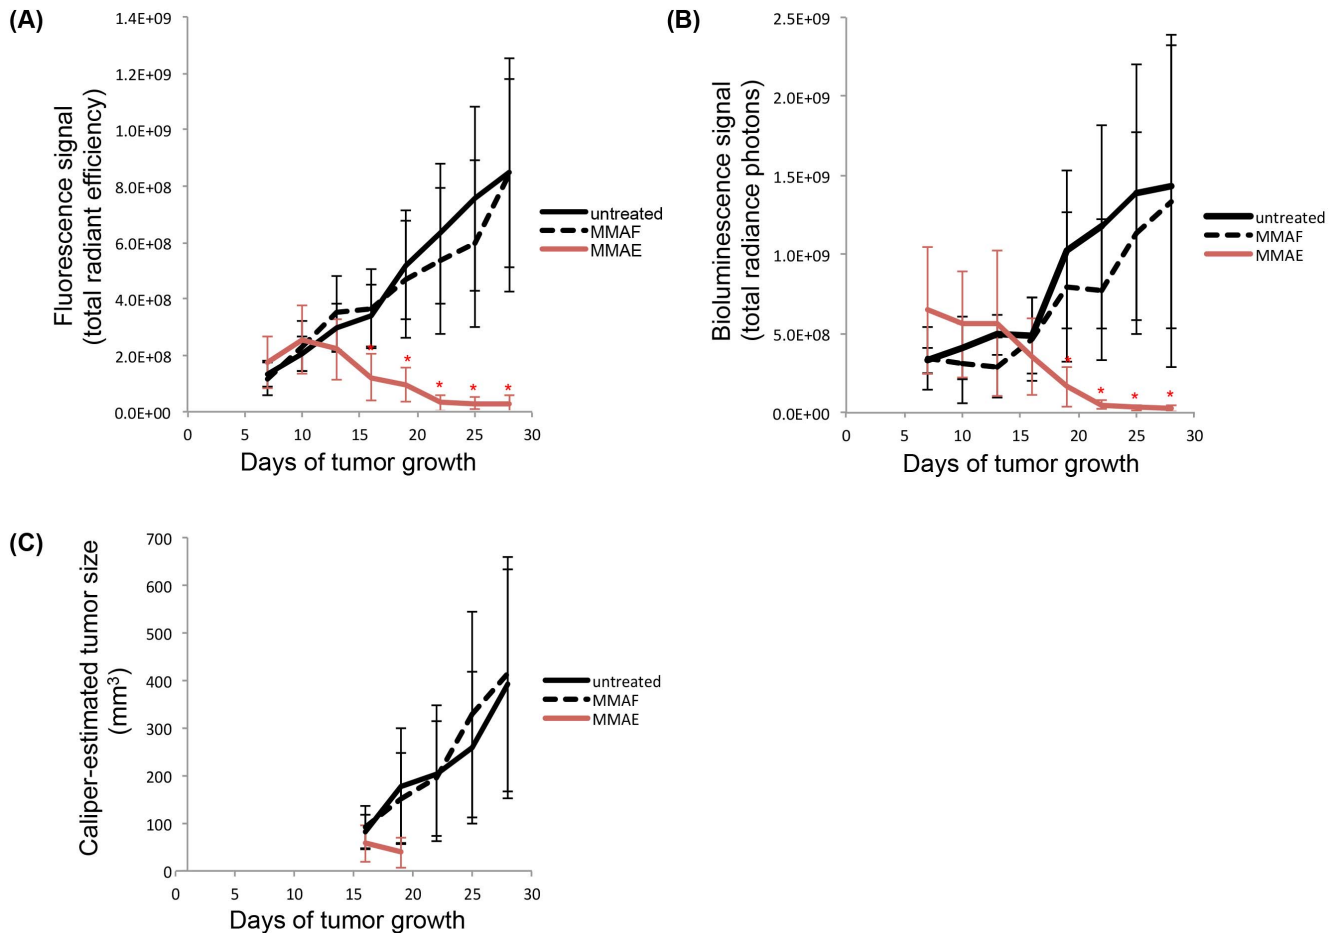 (A)
Fluorescence signal
(total radiant efficiency)
1.4E+09
1.2E+09
1.0E+09
8.0E+08
6.0E+08
4.0E+08
2.0E+08
0.0E+00
0 5 10 15 20 25 30
Days of tumor growth
* * * * *
untreated
MMAF
MMAE
(B)
Bioluminescence signal
(total radiance photons)
2.5E+09
2.0E+09
1.5E+09
1.0E+09
5.0E+08
0.0E+00
0 5 10 15 20 25 30
Days of tumor growth
* * * *
untreated
MMAF
MMAE
(C)
Caliper-estimated tumor size
(mm³)
700
600
500
400
300
200
100
0
0 5 10 15 20 25 30
Days of tumor growth
untreated
MMAF
MMAE